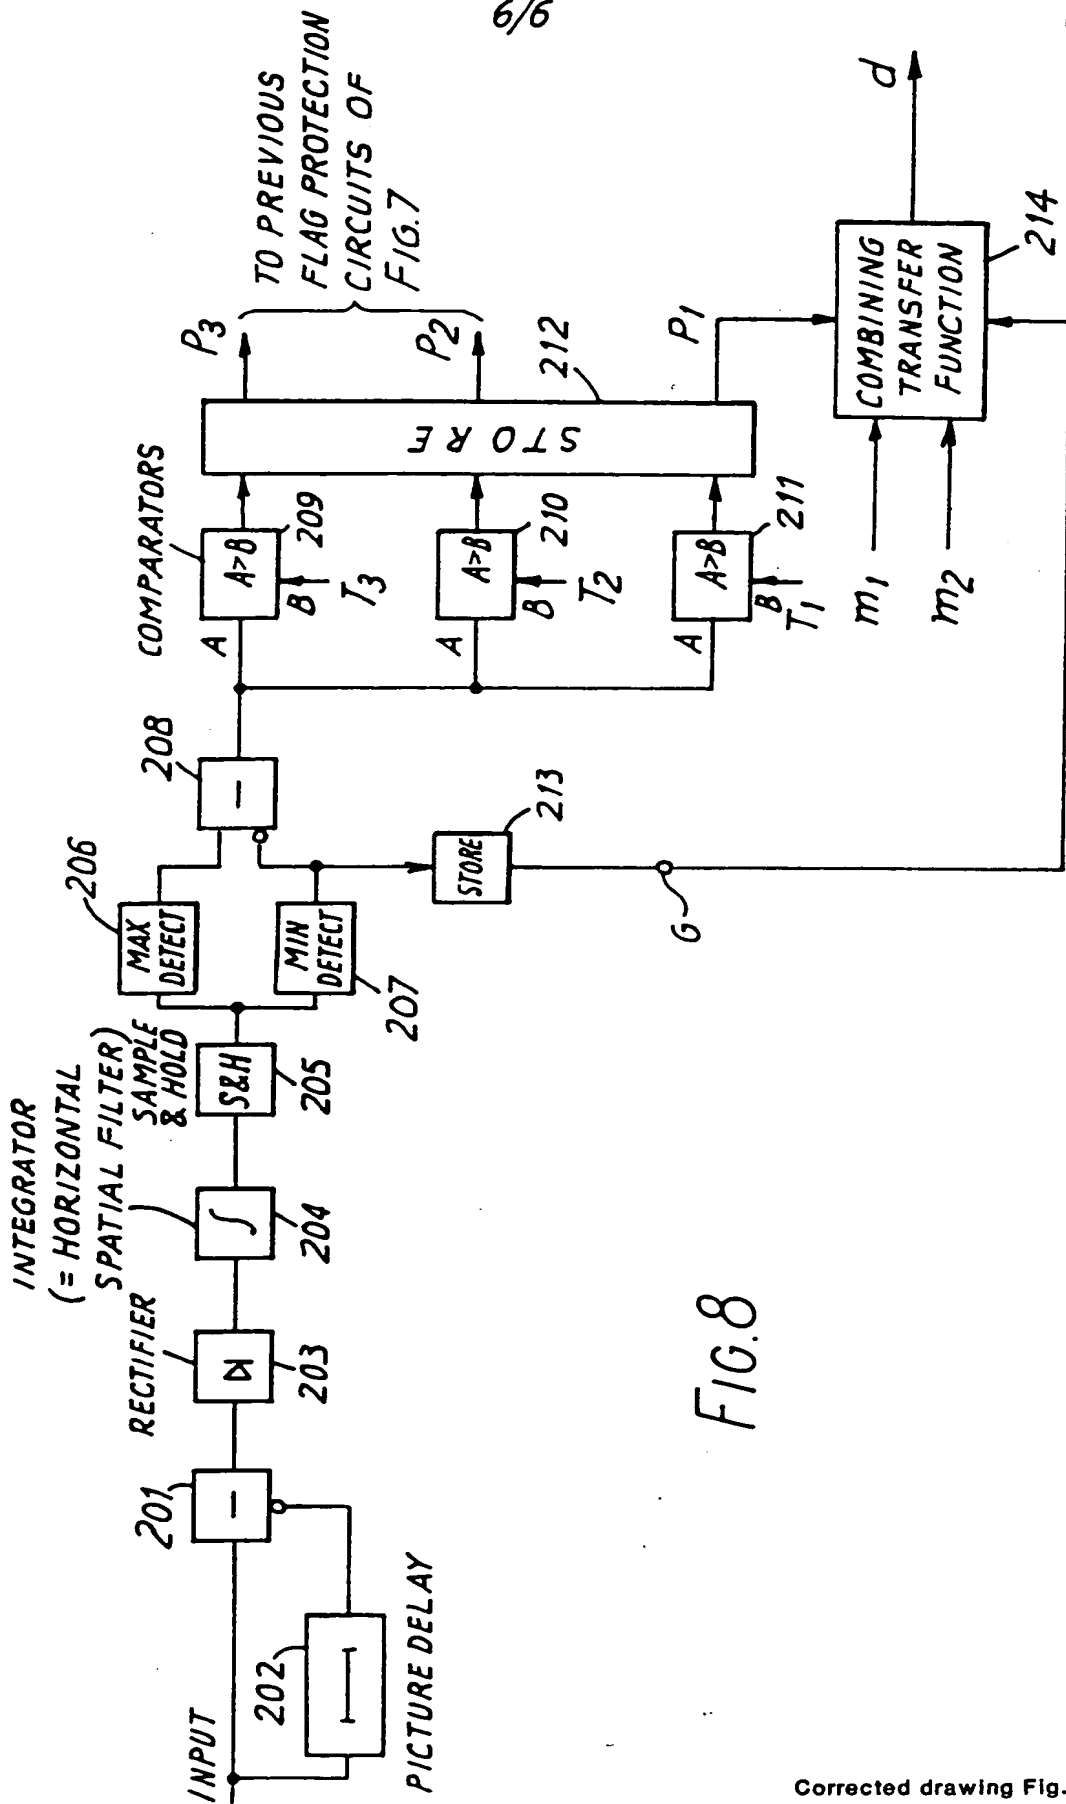 6/6
INPUT
202
PICTURE DELAY
201
−
RECTIFIER
203
INTEGRATOR
(= HORIZONTAL
SPATIAL FILTER)
∫
204
SAMPLE
& HOLD
S&H
205
206
MAX
DETECT
MIN
DETECT
207
208
−
STORE
213
G
COMPARATORS
A
A>B
B
209
T3
A
A>B
B
210
T2
A
A>B
B
211
T1
STORE
212
P3
P2
P1
TO PREVIOUS
FLAG PROTECTION
CIRCUITS OF
FIG.7
m1
m2
COMBINING
TRANSFER
FUNCTION
214
d
FIG.8
Corrected drawing Fig.